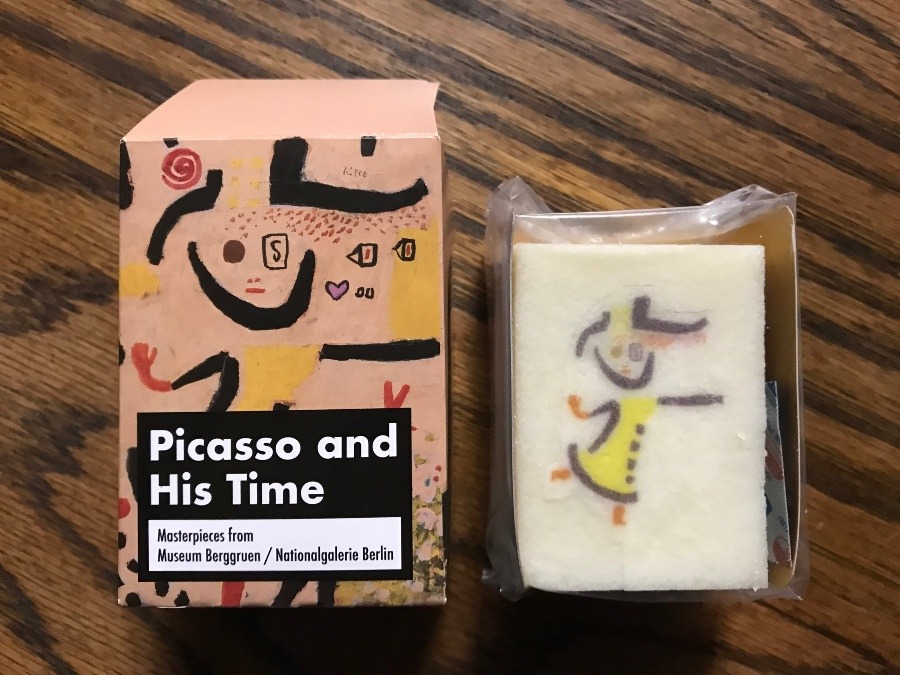 S
Picasso and
His Time
Masterpieces from
Museum Berggruen / Nationalgalerie Berlin